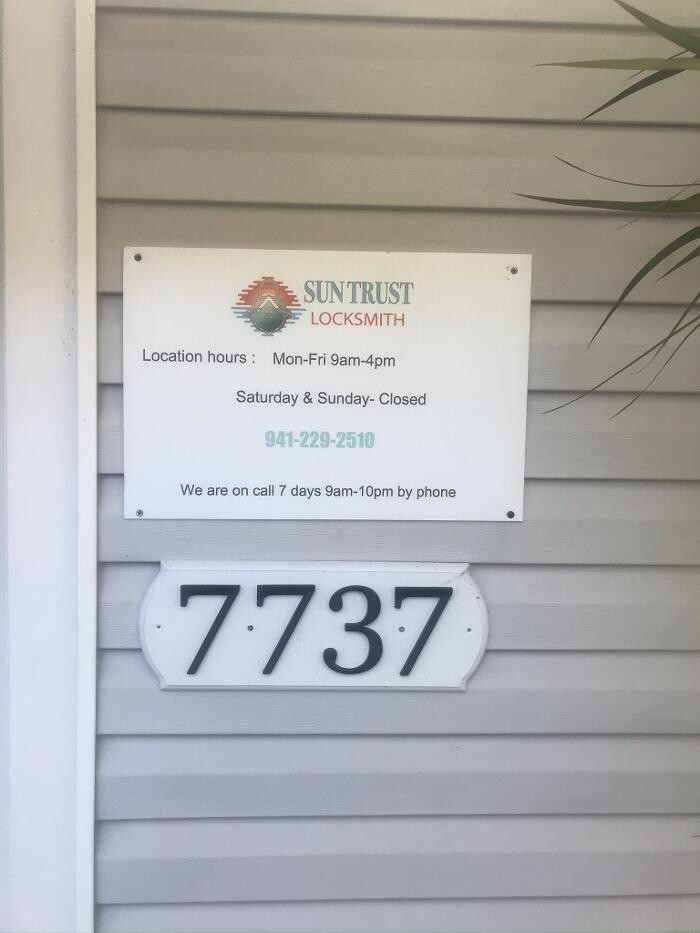 SUN TRUST
LOCKSMITH
Location hours : Mon-Fri 9am-4pm
Saturday & Sunday- Closed
941-229-2510
We are on call 7 days 9am-10pm by phone
7737